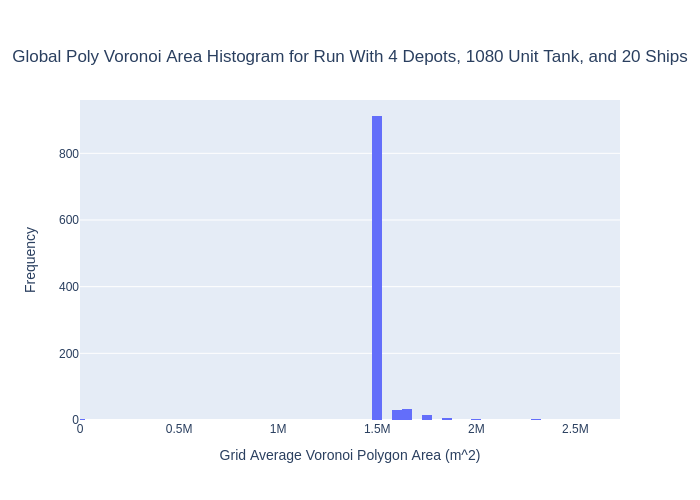 Global Poly Voronoi Area Histogram for Run With 4 Depots, 1080 Unit Tank, and 20 Ships
800
600
400
200
0
0 0.5M 1M 1.5M 2M 2.5M
Frequency
Grid Average Voronoi Polygon Area (m^2)